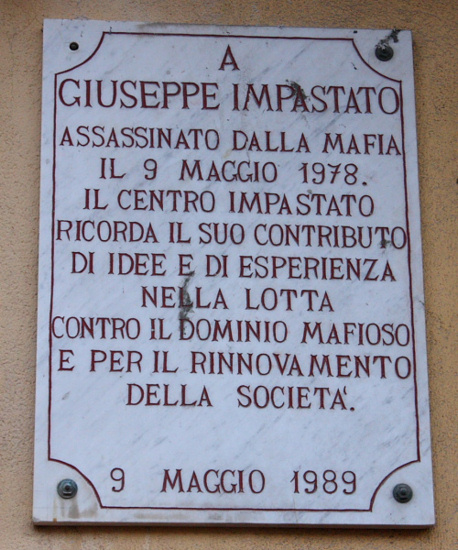 A
GIUSEPPE IMPASTATO
ASSASSINATO DALLA MAFIA
IL 9 MAGGIO 1978.
IL CENTRO IMPASTATO
RICORDA IL SUO CONTRIBUTO
DI IDEE E DI ESPERIENZA
NELLA LOTTA
CONTRO IL DOMINIO MAFIOSO
E PER IL RINNOVAMENTO
DELLA SOCIETA'.
9 MAGGIO 1989